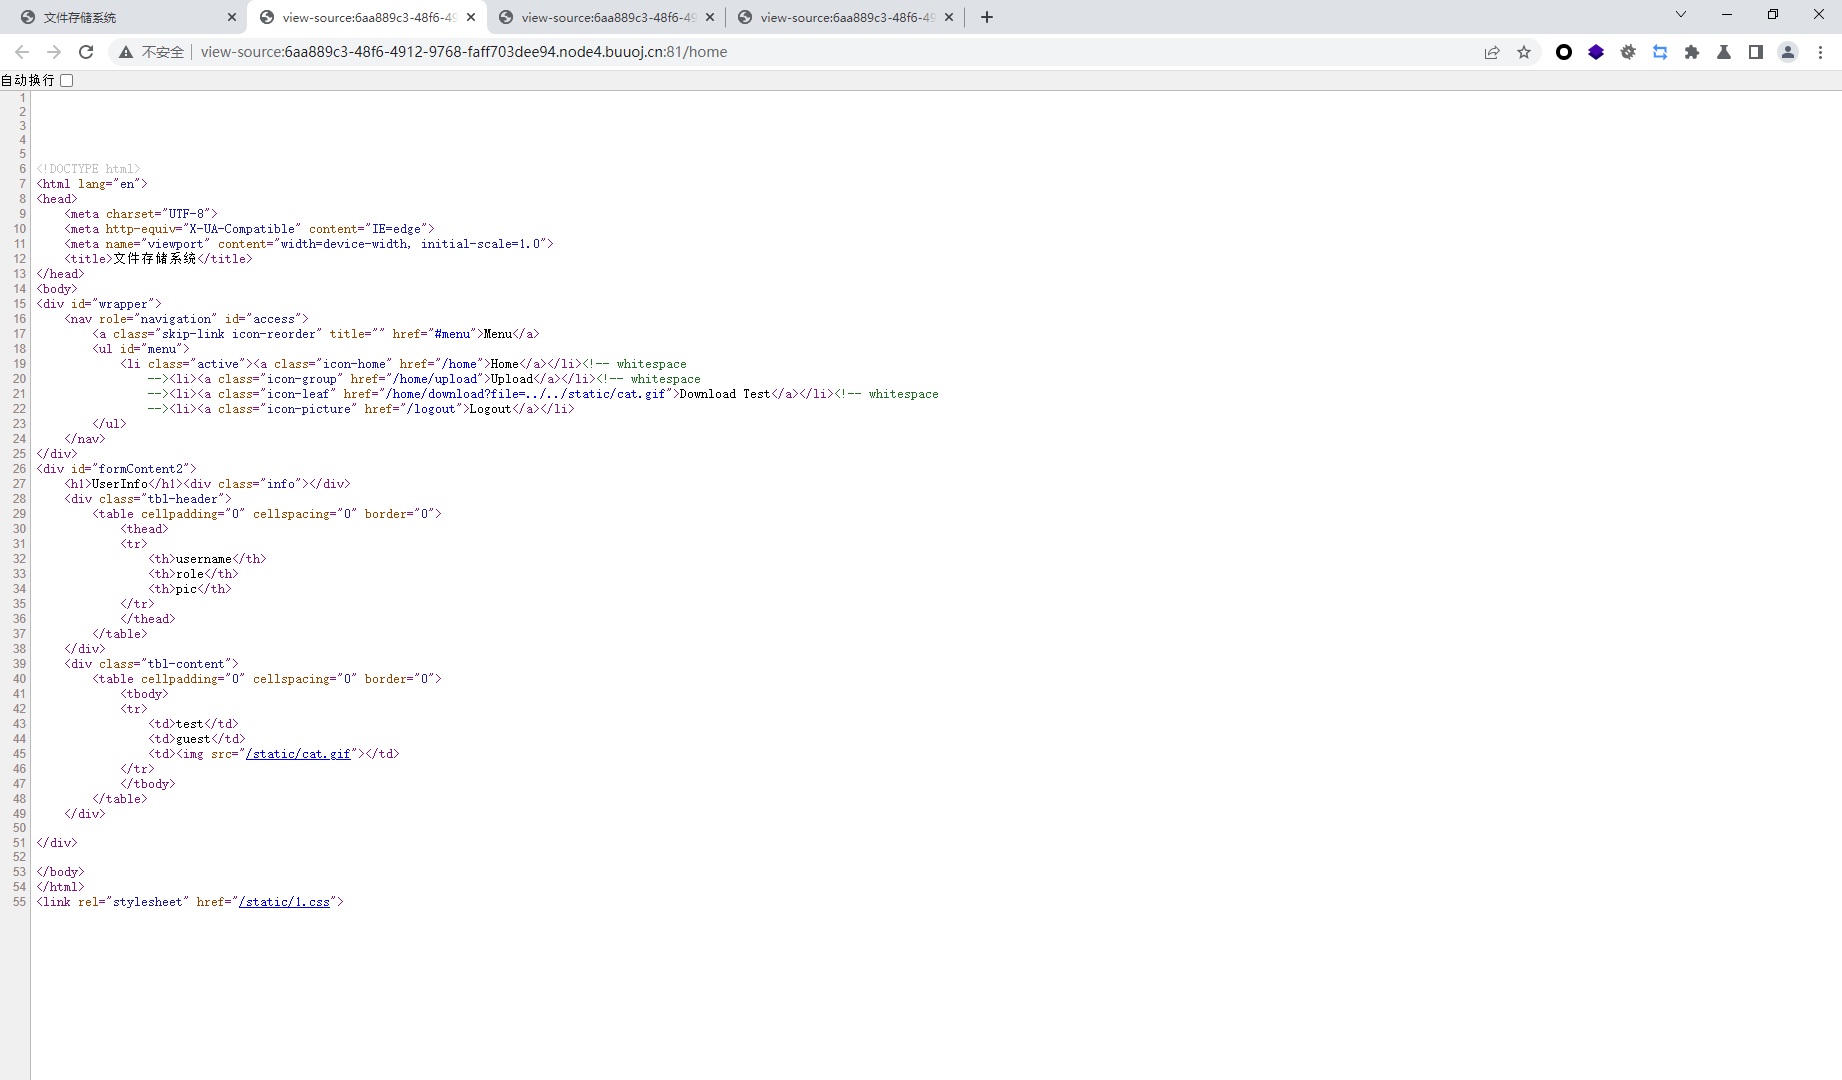 文件存储系统
view-source:6aa889c3-48f6-49
view-source:6aa889c3-48f6-49
view-source:6aa889c3-48f6-49
不安全
view-source:6aa889c3-48f6-4912-9768-faff703dee94.node4.buuoj.cn:81/home
自动换行
1
2
3
4
5
6 <!DOCTYPE html>
7 <html lang="en">
8 <head>
9 <meta charset="UTF-8">
10 <meta http-equiv="X-UA-Compatible" content="IE=edge">
11 <meta name="viewport" content="width=device-width, initial-scale=1.0">
12 <title>文件存储系统</title>
13 </head>
14 <body>
15 <div id="wrapper">
16 <nav role="navigation" id="access">
17 <a class="skip-link icon-reorder" title="" href="#menu">Menu</a>
18 <ul id="menu">
19 <li class="active"><a class="icon-home" href="/home">Home</a></li><!-- whitespace
20 --><li><a class="icon-group" href="/home/upload">Upload</a></li><!-- whitespace
21 --><li><a class="icon-leaf" href="/home/download?file=../../static/cat.gif">Download Test</a></li><!-- whitespace
22 --><li><a class="icon-picture" href="/logout">Logout</a></li>
23 </ul>
24 </nav>
25 </div>
26 <div id="formContent2">
27 <h1>UserInfo</h1><div class="info"></div>
28 <div class="tbl-header">
29 <table cellpadding="0" cellspacing="0" border="0">
30 <thead>
31 <tr>
32 <th>username</th>
33 <th>role</th>
34 <th>pic</th>
35 </tr>
36 </thead>
37 </table>
38 </div>
39 <div class="tbl-content">
40 <table cellpadding="0" cellspacing="0" border="0">
41 <tbody>
42 <tr>
43 <td>test</td>
44 <td>guest</td>
45 <td><img src="/static/cat.gif"></td>
46 </tr>
47 </tbody>
48 </table>
49 </div>
50
51 </div>
52
53 </body>
54 </html>
55 <link rel="stylesheet" href="/static/1.css">